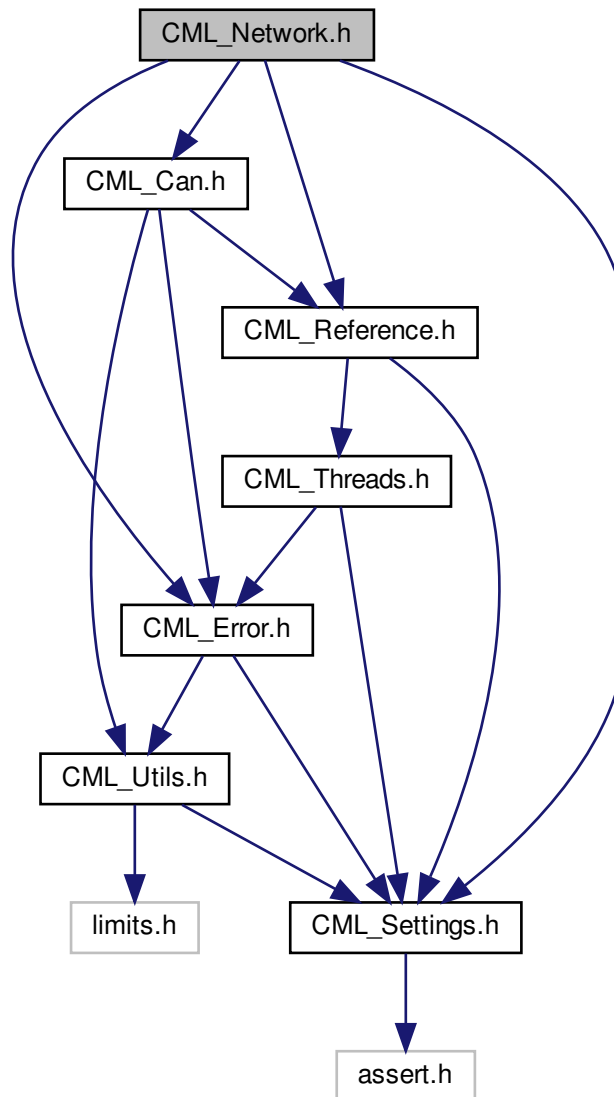 CML_Network.h
CML_Can.h
CML_Reference.h
CML_Threads.h
CML_Error.h
CML_Utils.h
limits.h
CML_Settings.h
assert.h